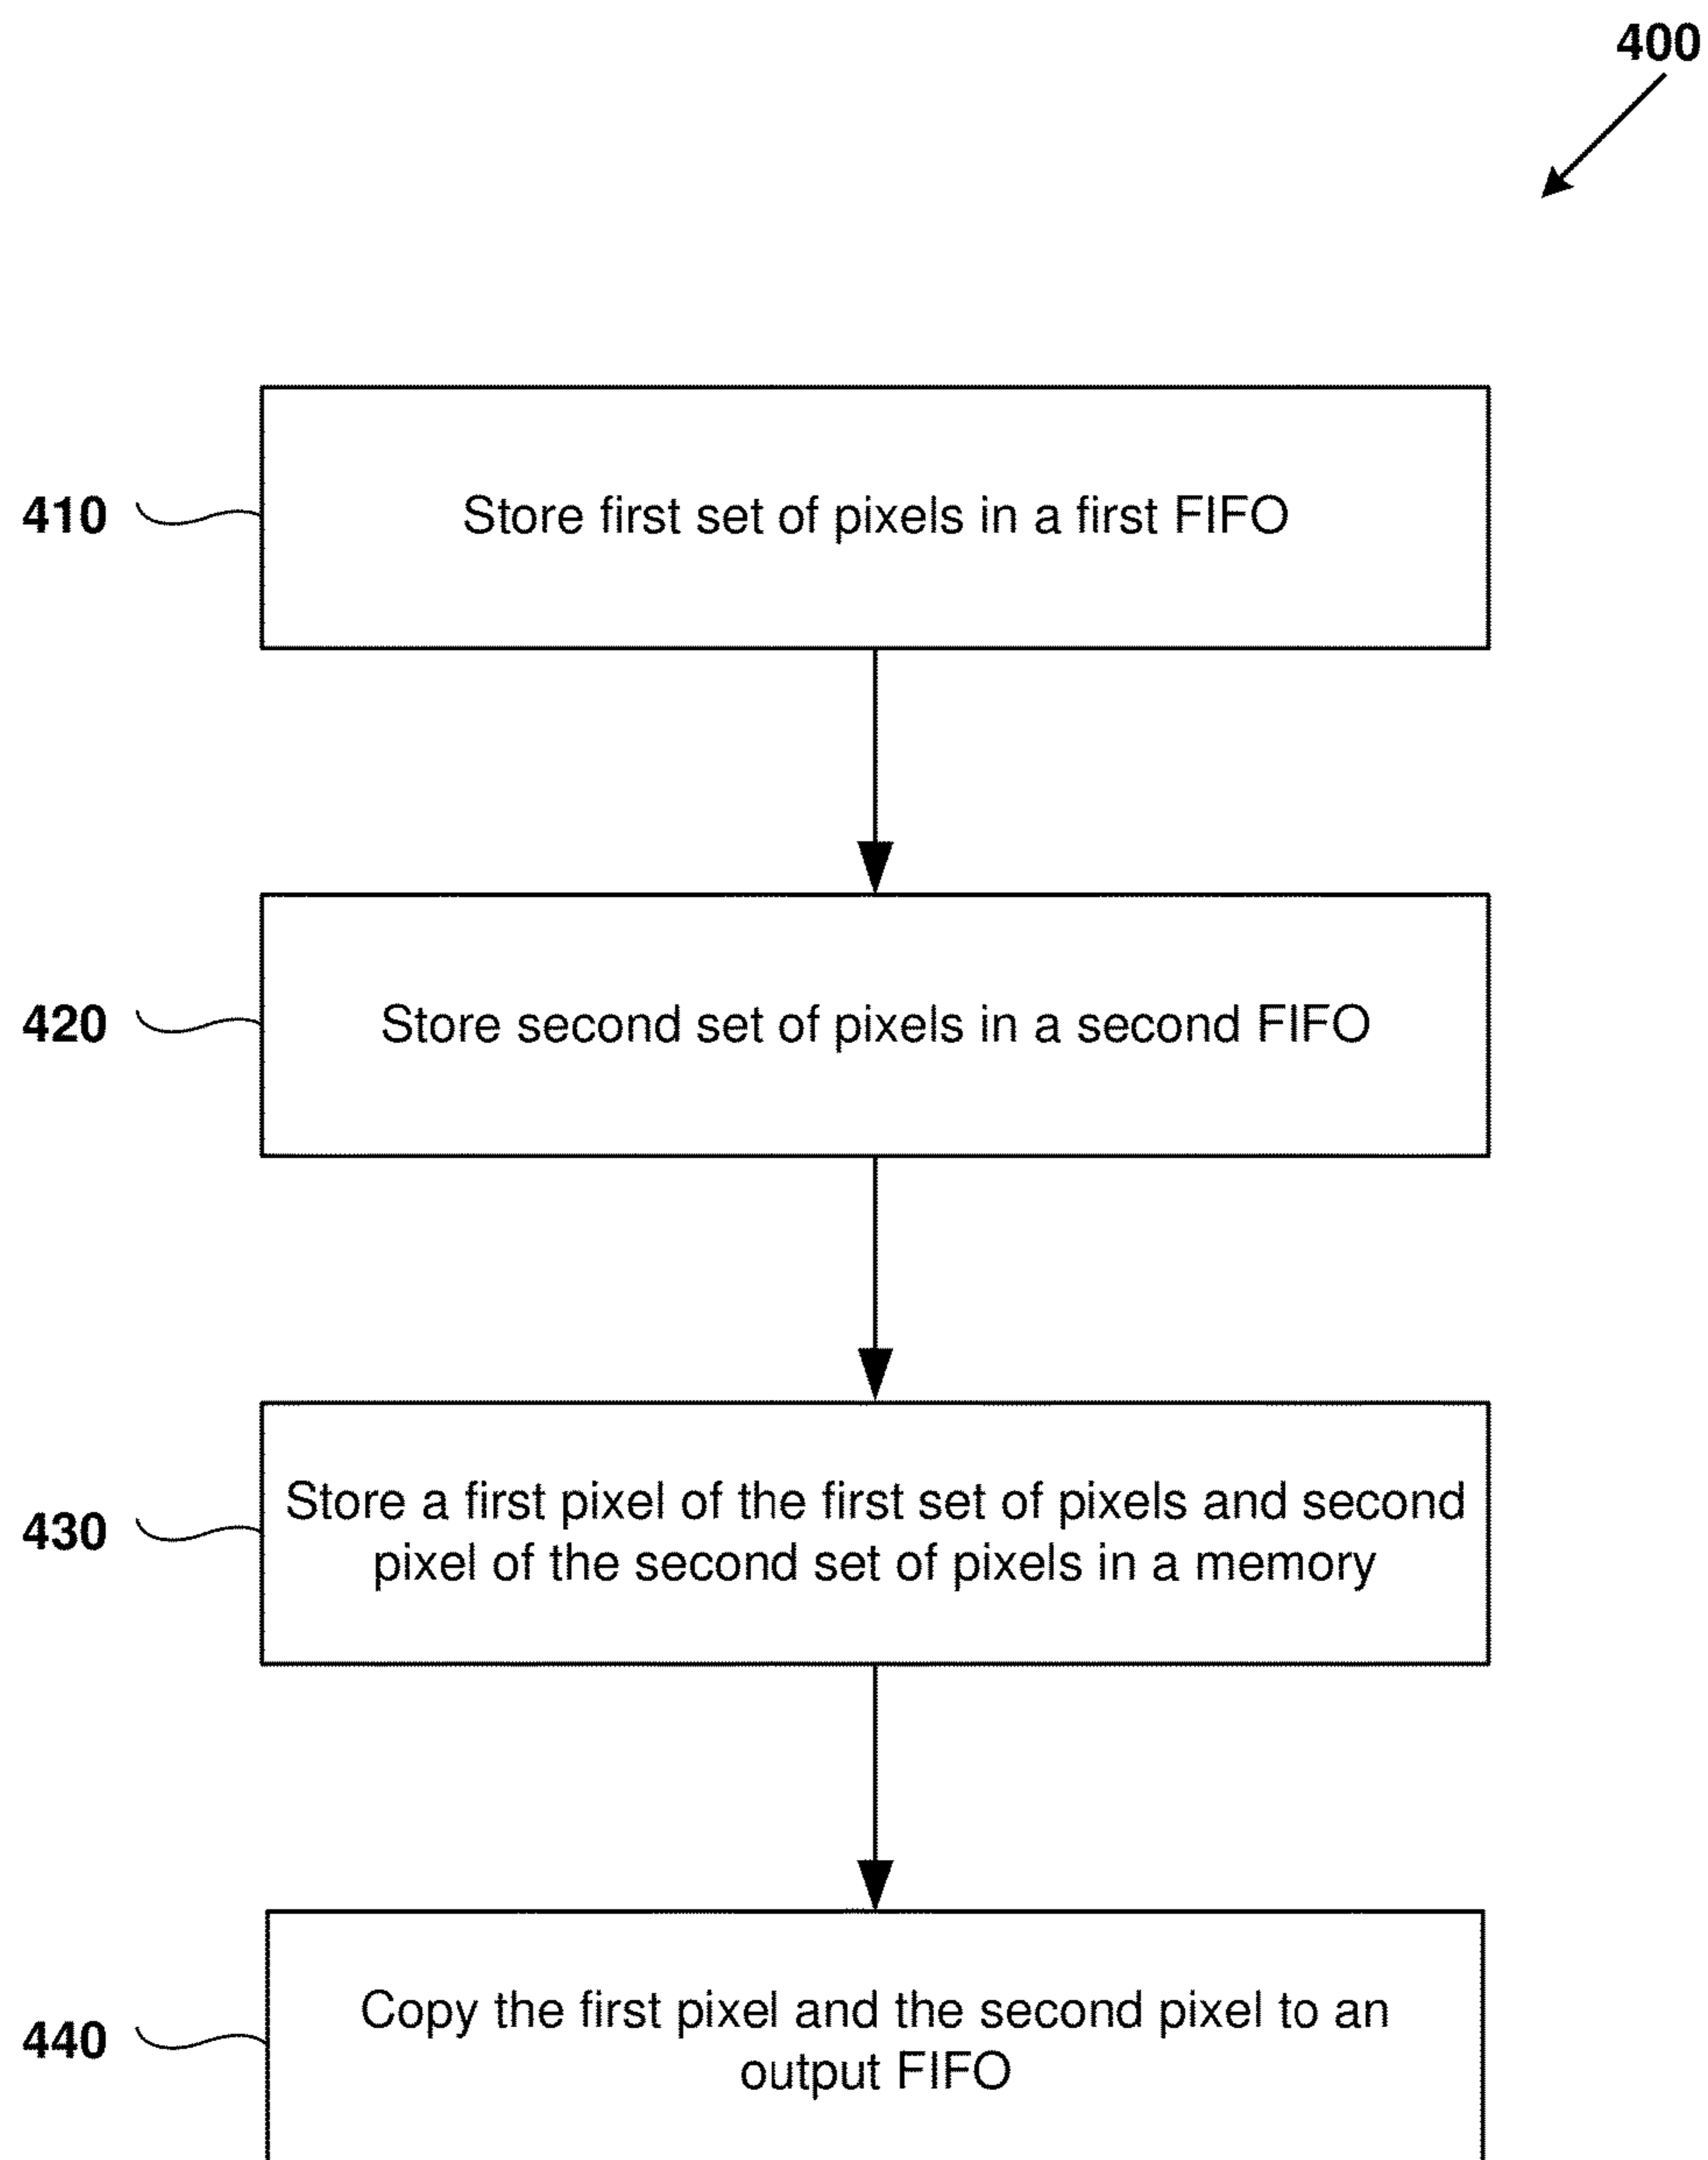 400
410
Store first set of pixels in a first FIFO
420
Store second set of pixels in a second FIFO
430
Store a first pixel of the first set of pixels and second
pixel of the second set of pixels in a memory
440
Copy the first pixel and the second pixel to an
output FIFO